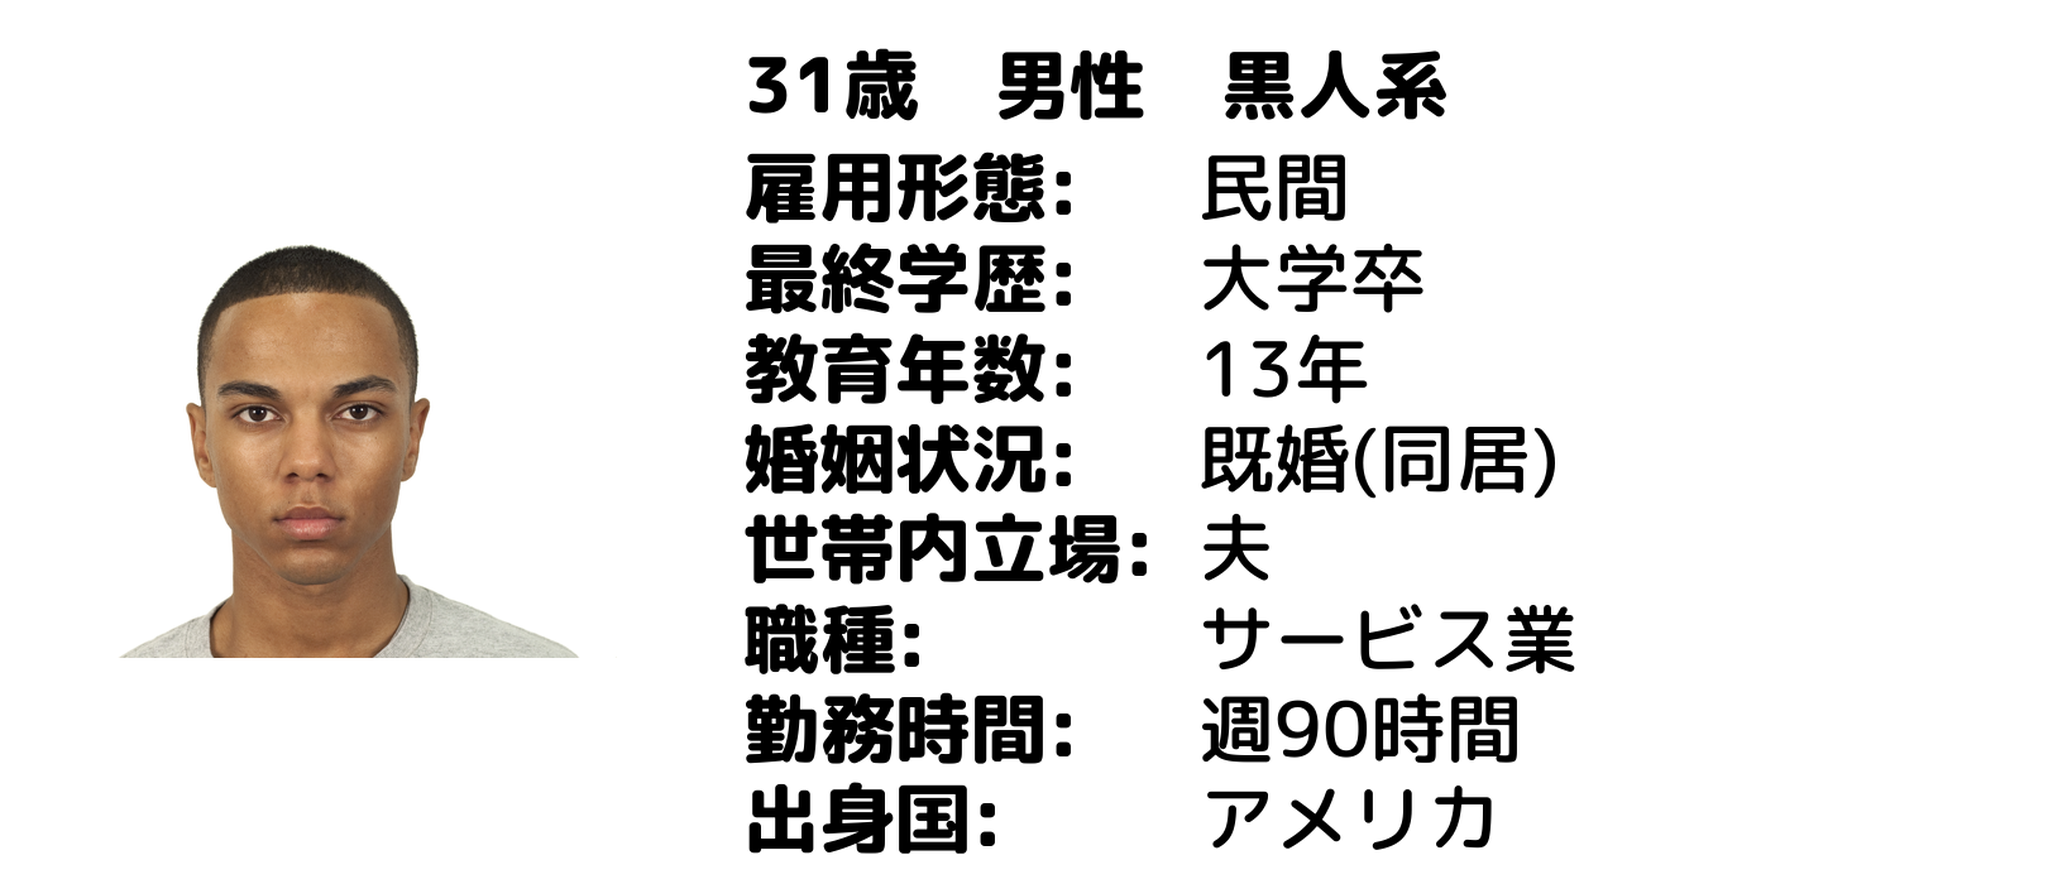 31歳　男性　黒人系
雇用形態:　民間
最終学歴:　大学卒
教育年数:　13年
婚姻状況:　既婚(同居)
世帯内立場:　夫
職種:　サービス業
勤務時間:　週90時間
出身国:　アメリカ